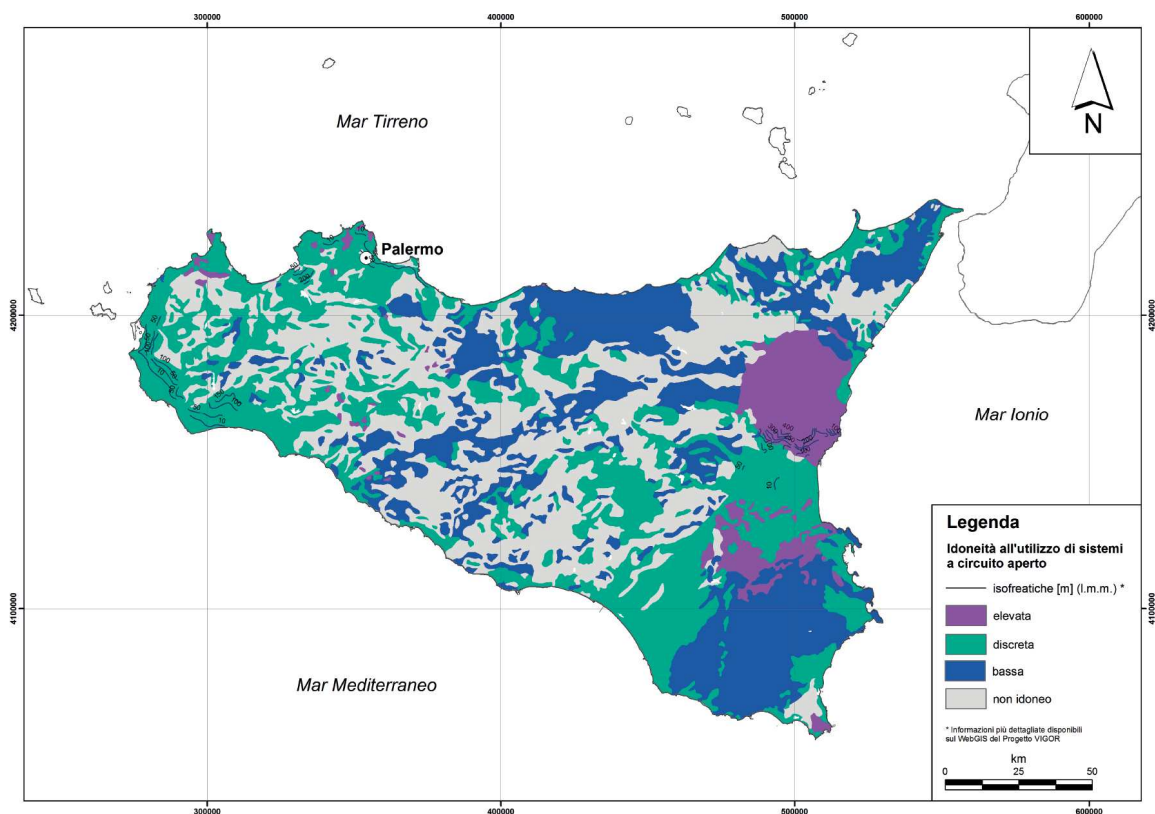 300000
400000
500000
600000
Mar Tirreno
N
Palermo
4200000
4200000
Mar Ionio
4100000
4100000
Mar Mediterraneo
Legenda
Idoneità all'utilizzo di sistemi
a circuito aperto
isofreatiche [m] (l.m.m.) *
elevata
discreta
bassa
non idoneo
* Informazioni più dettagliate disponibili
sul WebGIS del Progetto VIGOR
km
0 25 50
300000
400000
500000
600000